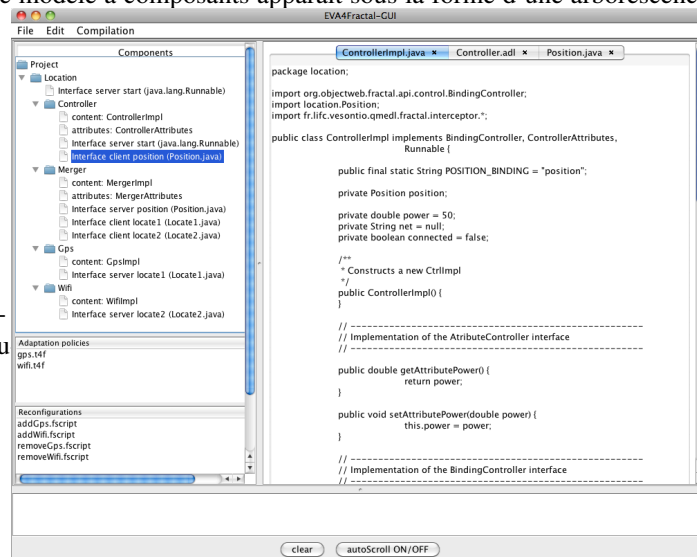 e modèle à composants apparaît sous la forme d'une arborescence
EVA4Fractal-GUI
File Edit Compilation
Components
Project
Location
Interface server start (java.lang.Runnable)
Controller
content: ControllerImpl
attributes: ControllerAttributes
Interface server start (java.lang.Runnable)
Interface client position (Position.java)
Merger
content: MergerImpl
attributes: MergerAttributes
Interface server position (Position.java)
Interface client locate1 (Locate1.java)
Interface client locate2 (Locate2.java)
Gps
content: GpsImpl
Interface server locate1 (Locate1.java)
Wifi
content: WifiImpl
Interface server locate2 (Locate2.java)
-
u
Adaptation policies
gps.t4f
wifi.t4f
Reconfigurations
addGps.fscript
addWifi.fscript
removeGps.fscript
removeWifi.fscript
ControllerImpl.java × Controller.adl × Position.java ×
package location;
import org.objectweb.fractal.api.control.BindingController;
import location.Position;
import fr.lifc.vesontio.qmedl.fractal.interceptor.*;
public class ControllerImpl implements BindingController, ControllerAttributes,
Runnable {
public final static String POSITION_BINDING = "position";
private Position position;
private double power = 50;
private String net = null;
private boolean connected = false;
/**
* Constructs a new CtrlImpl
*/
public ControllerImpl() {
}
// -----------------------------------------------------
// Implementation of the AtributeController interface
// -----------------------------------------------------
public double getAttributePower() {
return power;
}
public void setAttributePower(double power) {
this.power = power;
}
// -----------------------------------------------------
// Implementation of the BindingController interface
// -----------------------------------------------------
clear autoScroll ON/OFF